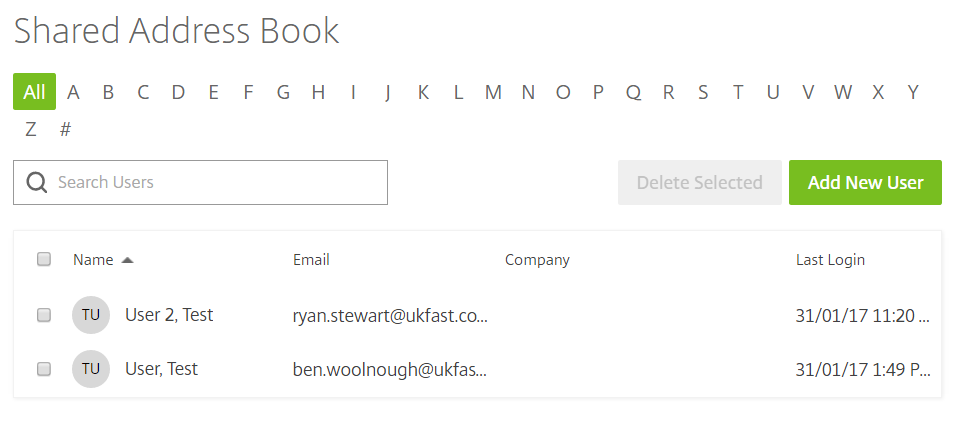 Shared Address Book
All A B C D E F G H I J K L M N O P Q R S T U V W X Y
Z #
Search Users Delete Selected Add New User
Name Email Company Last Login
TU User 2, Test ryan.stewart@ukfast.co... 31/01/17 11:20 ...
TU User, Test ben.woolnough@ukfas... 31/01/17 1:49 P...